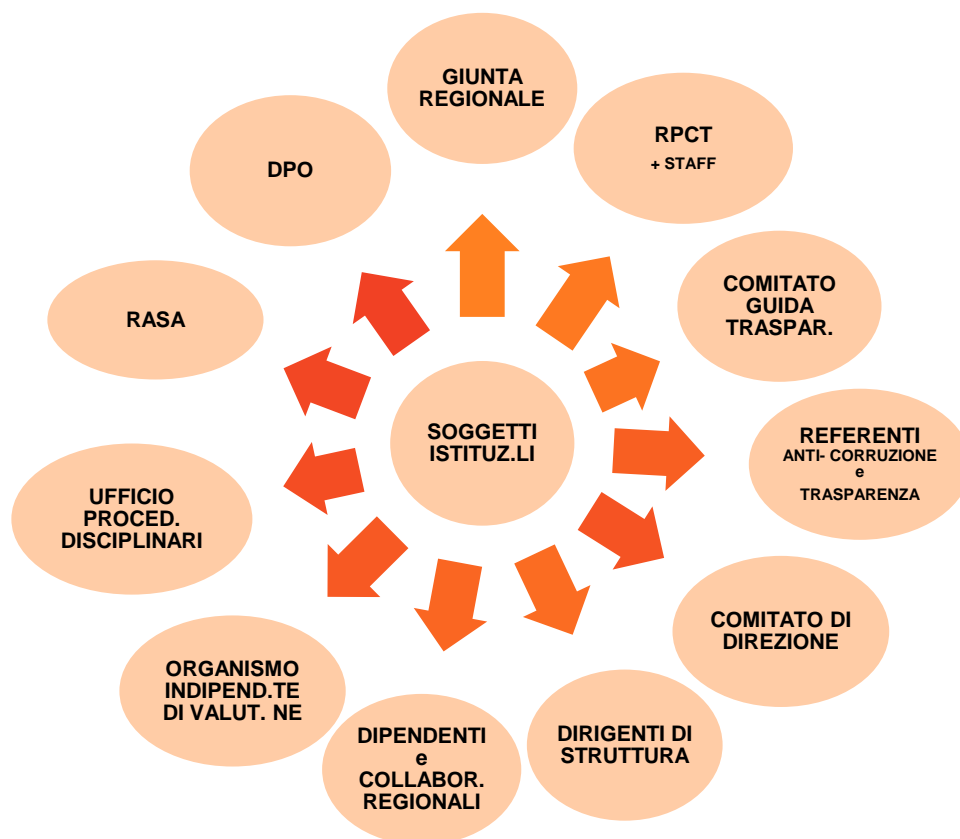 GIUNTA
REGIONALE
RPCT
+ STAFF
DPO
COMITATO
GUIDA
TRASPAR.
RASA
SOGGETTI
ISTITUZ.LI
REFERENTI
ANTI- CORRUZIONE
e
TRASPARENZA
UFFICIO
PROCED.
DISCIPLINARI
COMITATO DI
DIREZIONE
ORGANISMO
INDIPEND.TE
DI VALUT. NE
DIPENDENTI
e
COLLABOR.
REGIONALI
DIRIGENTI DI
STRUTTURA